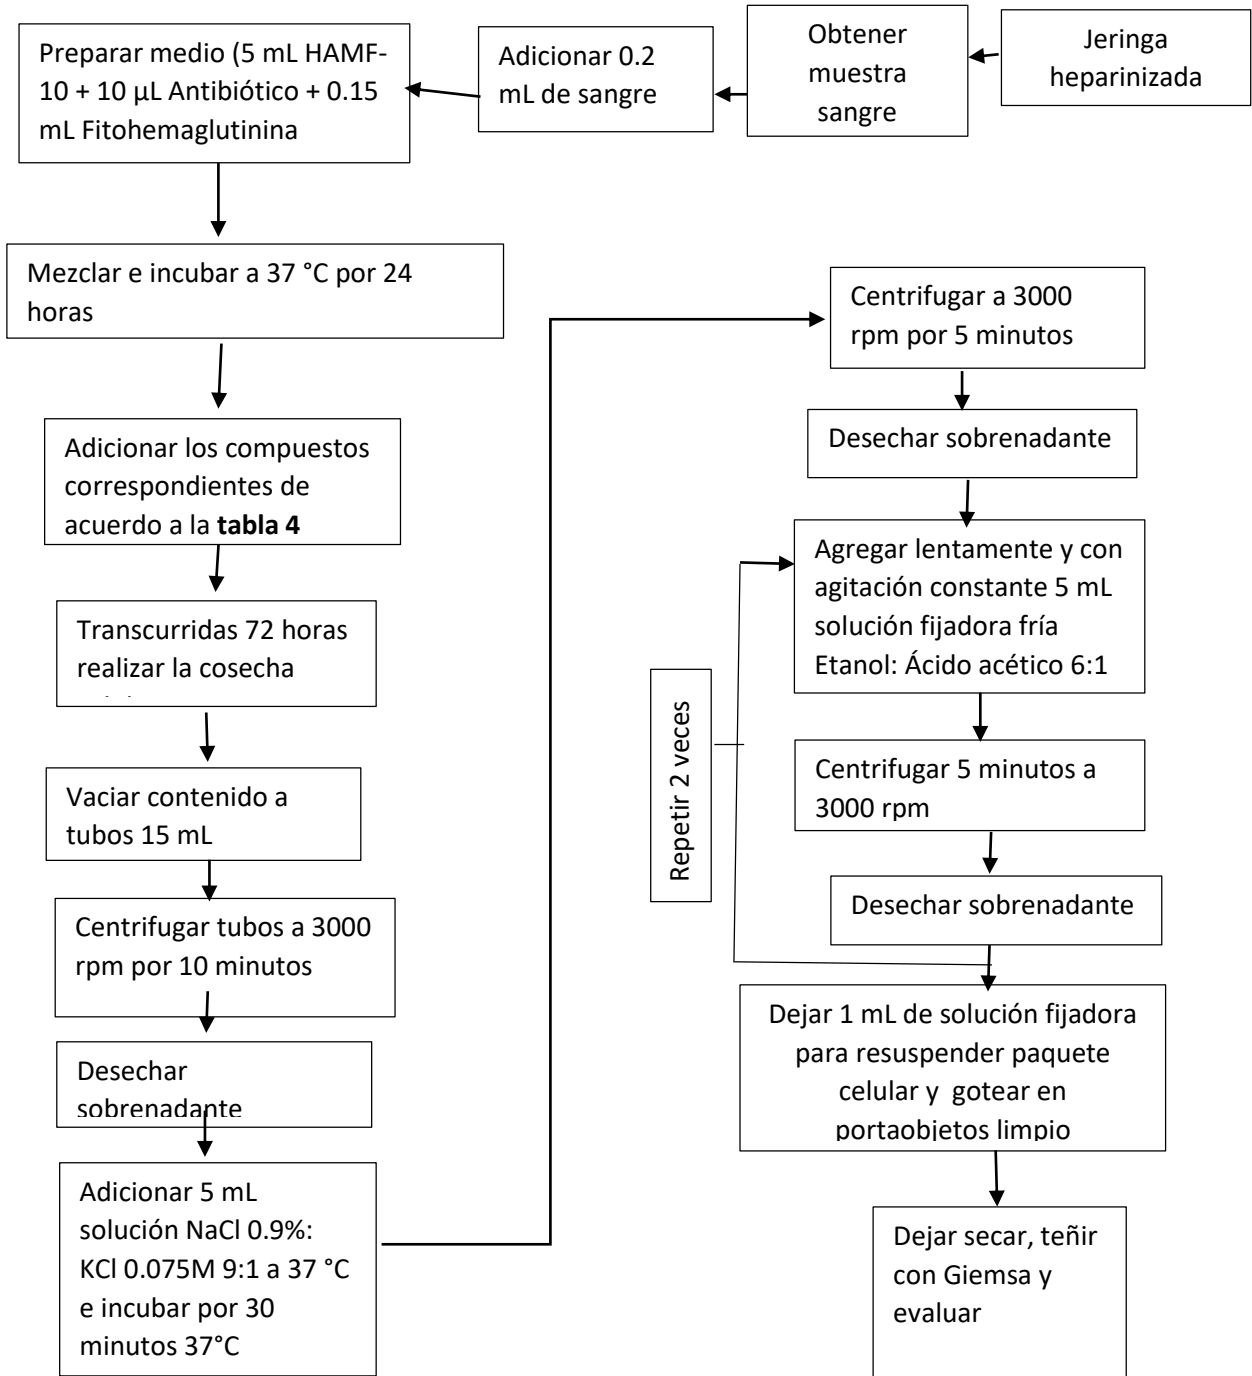 Jeringa
heparinizada
Obtener
muestra
sangre
Adicionar 0.2
mL de sangre
Preparar medio (5 mL HAMF-
10 + 10 µL Antibiótico + 0.15
mL Fitohemaglutinina
Mezclar e incubar a 37 °C por 24
horas
Adicionar los compuestos
correspondientes de
acuerdo a la tabla 4
Transcurridas 72 horas
realizar la cosecha
Vaciar contenido a
tubos 15 mL
Centrifugar tubos a 3000
rpm por 10 minutos
Desechar
sobrenadante
Adicionar 5 mL
solución NaCl 0.9%:
KCl 0.075M 9:1 a 37 °C
e incubar por 30
minutos 37°C
Centrifugar a 3000
rpm por 5 minutos
Desechar sobrenadante
Agregar lentamente y con
agitación constante 5 mL
solución fijadora fría
Etanol: Ácido acético 6:1
Centrifugar 5 minutos a
3000 rpm
Desechar sobrenadante
Repetir 2 veces
Dejar 1 mL de solución fijadora
para resuspender paquete
celular y gotear en
portaobjetos limpio
Dejar secar, teñir
con Giemsa y
evaluar